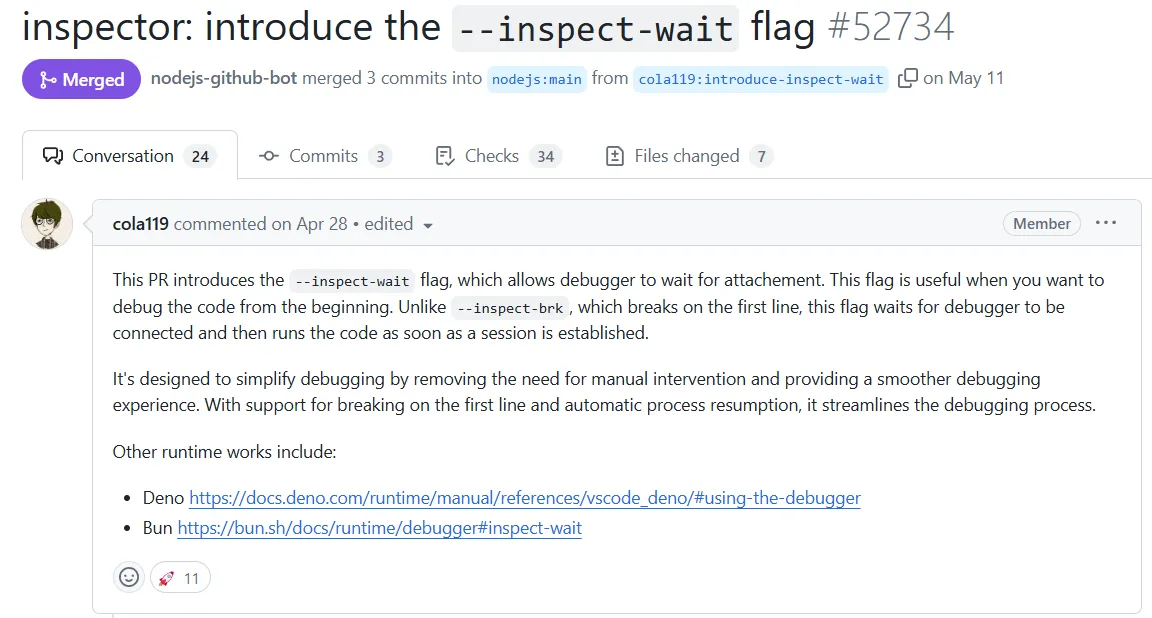 inspector: introduce the --inspect-wait flag #52734
Merged nodejs-github-bot merged 3 commits into nodejs:main from cola119:introduce-inspect-wait on May 11
Conversation 24 Commits 3 Checks 34 Files changed 7
cola119 commented on Apr 28 • edited Member
This PR introduces the --inspect-wait flag, which allows debugger to wait for attachement. This flag is useful when you want to
debug the code from the beginning. Unlike --inspect-brk, which breaks on the first line, this flag waits for debugger to be
connected and then runs the code as soon as a session is established.
It's designed to simplify debugging by removing the need for manual intervention and providing a smoother debugging
experience. With support for breaking on the first line and automatic process resumption, it streamlines the debugging process.
Other runtime works include:
• Deno https://docs.deno.com/runtime/manual/references/vscode_deno/#using-the-debugger
• Bun https://bun.sh/docs/runtime/debugger#inspect-wait
🚀 11